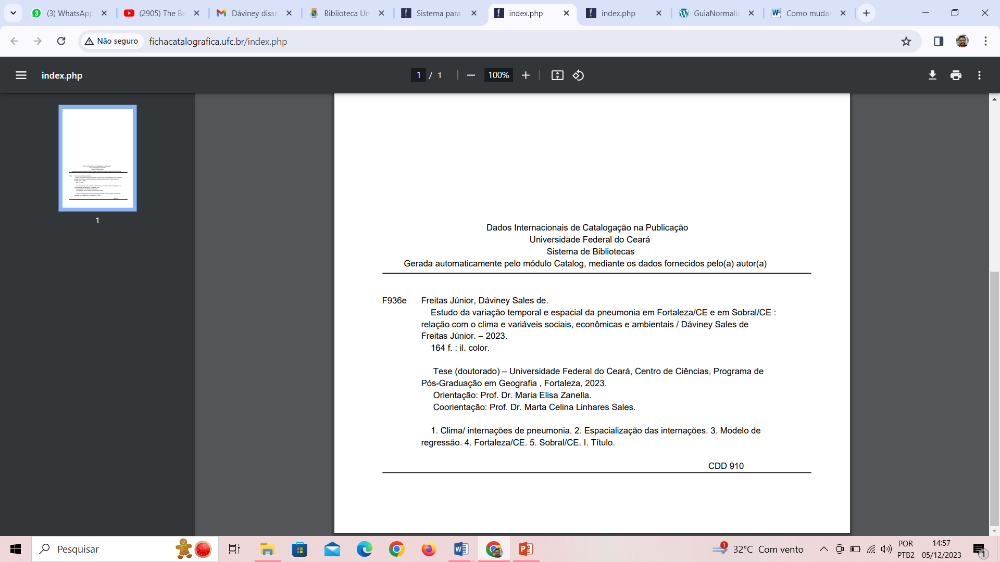 (3) WhatsApp
(2905) The Be
Dáviney disse
Biblioteca Un
Sistema para
index.php
index.php
GuiaNormaliz
Como mudar
Não seguro
fichacatalografica.ufc.br/index.php
index.php
1 / 1
100%
1
Dados Internacionais de Catalogação na Publicação
Universidade Federal do Ceará
Sistema de Bibliotecas
Gerada automaticamente pelo módulo Catalog, mediante os dados fornecidos pelo(a) autor(a)
F936e Freitas Júnior, Dáviney Sales de.
Estudo da variação temporal e espacial da pneumonia em Fortaleza/CE e em Sobral/CE :
relação com o clima e variáveis sociais, econômicas e ambientais / Dáviney Sales de
Freitas Júnior. – 2023.
164 f. : il. color.
Tese (doutorado) – Universidade Federal do Ceará, Centro de Ciências, Programa de
Pós-Graduação em Geografia , Fortaleza, 2023.
Orientação: Prof. Dr. Maria Elisa Zanella.
Coorientação: Prof. Dr. Marta Celina Linhares Sales.
1. Clima/ internações de pneumonia. 2. Espacialização das internações. 3. Modelo de
regressão. 4. Fortaleza/CE. 5. Sobral/CE. I. Título.
CDD 910
Pesquisar
1
32°C Com vento
POR
PTB2
14:57
05/12/2023
1